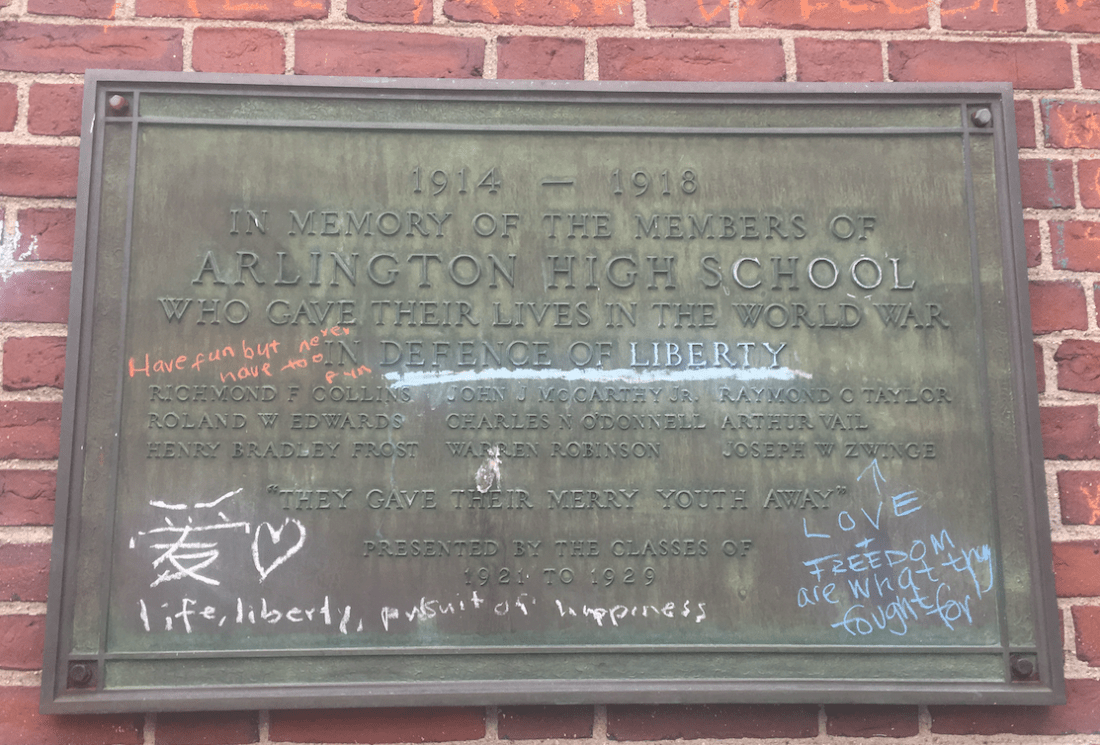 1914 — 1918
IN MEMORY OF THE MEMBERS OF
ARLINGTON HIGH SCHOOL
WHO GAVE THEIR LIVES IN THE WORLD WAR
IN DEFENCE OF LIBERTY
Have fun but never
have too
RICHMOND F COLLINS JOHN J MCCARTHY JR. RAYMOND O TAYLOR
ROLAND W EDWARDS CHARLES N O'DONNELL ARTHUR VAIL
HENRY BRADLEY FROST WARREN ROBINSON JOSEPH W ZWINGE
"THEY GAVE THEIR MERRY YOUTH AWAY"
PRESENTED BY THE CLASSES OF
1921 TO 1929
爱
life, liberty, pursuit of happiness
LOVE
+
FREEDOM
are what they
fought for